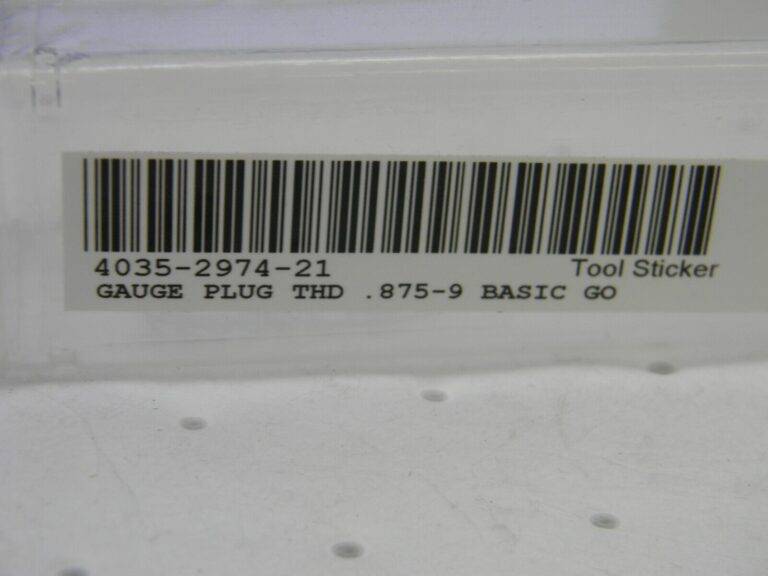 4035-2974-21 Tool Sticker
GAUGE PLUG THD .875-9 BASIC GO